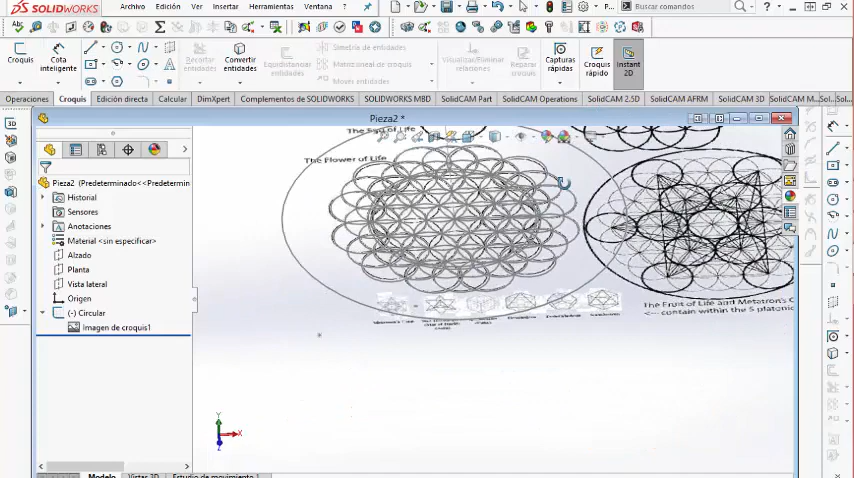 SOLIDWORKS
Archivo Edición Ver Insertar Herramientas Ventana ?
P...
Buscar comandos
Croquis
Cota
inteligente
Recortar
entidades
Convertir
entidades
Equidistanciar
entidades
Simetría de entidades
Matriz lineal de croquis
Mover entidades
Visualizar/Eliminar
relaciones
Reparar
croquis
Capturas
rápidas
Croquis
rápido
Instant
2D
Operaciones Croquis Edición directa Calcular DimXpert Complementos de SOLIDWORKS SOLIDWORKS MBD SolidCAM Part SolidCAM Operations SolidCAM 2.5D SolidCAM AFRM SolidCAM 3D SolidCAM M... Sol... Sol...
Pieza2 *
Pieza2 (Predeterminado<<Predetermin
Historial
Sensores
Anotaciones
Material <sin especificar>
Alzado
Planta
Vista lateral
Origen
(-) Circular
Imagen de croquis1
The Flower of Life
The Fruit of Life and Metatron's C
<-- contain within the 5 platonic
Y
X
Z
Modelo Vistas 3D Estudio de movimiento 1